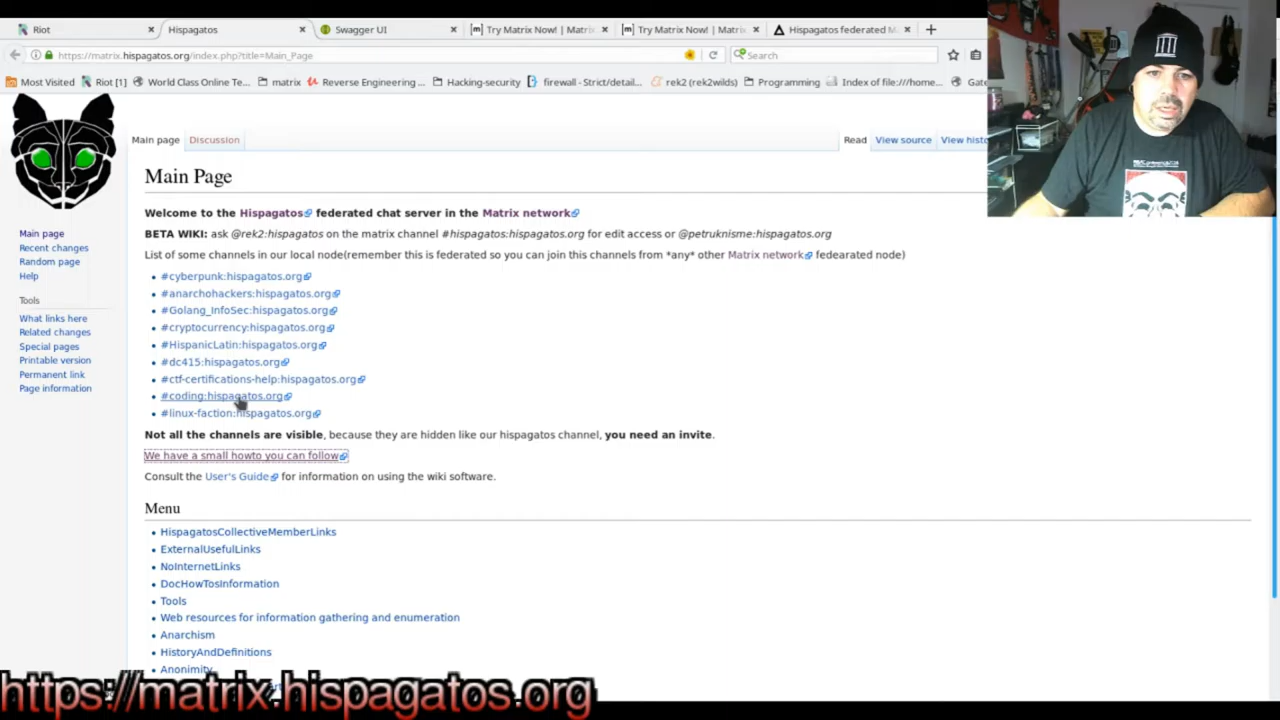 Riot
Hispagatos
Swagger UI
Try Matrix Now! | Matrix
Try Matrix Now! | Matrix
Hispagatos federated M
https://matrix.hispagatos.org/index.php?title=Main_Page
Search
Most Visited
Riot [1]
World Class Online Te...
matrix
Reverse Engineering ...
Hacking-security
firewall - Strict/detail...
rek2 (rek2wilds)
Programming
Index of file:///home...
Main page
Discussion
Read
View source
Main Page
Welcome to the Hispagatos federated chat server in the Matrix network
BETA WIKI: ask @rek2:hispagatos on the matrix channel #hispagatos:hispagatos.org for edit access or @petruknisme:hispagatos.org
List of some channels in our local node(remember this is federated so you can join this channels from *any* other Matrix network fedearated node)
#cyberpunk:hispagatos.org
#anarchohackers:hispagatos.org
#Golang_InfoSec:hispagatos.org
#cryptocurrency:hispagatos.org
#HispanicLatin:hispagatos.org
#dc415:hispagatos.org
#ctf-certifications-help:hispagatos.org
#coding:hispagatos.org
#linux-faction:hispagatos.org
Not all the channels are visible, because they are hidden like our hispagatos channel, you need an invite.
We have a small howto you can follow
Consult the User's Guide for information on using the wiki software.
Menu
HispagatosCollectiveMemberLinks
ExternalUsefulLinks
NoInternetLinks
DocHowTosInformation
Tools
Web resources for information gathering and enumeration
Anarchism
HistoryAndDefinitions
Anonimity
Main page
Recent changes
Random page
Help
Tools
What links here
Related changes
Special pages
Printable version
Permanent link
Page information
https://matrix.hispagatos.org